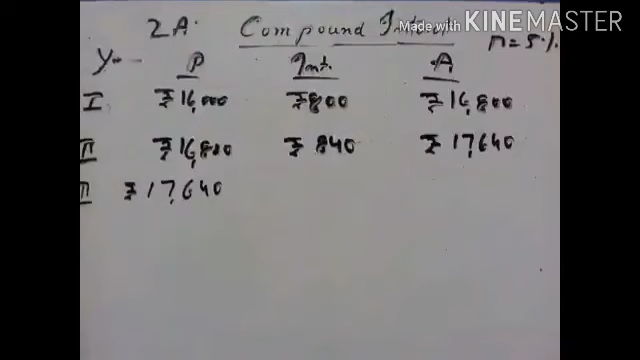 2A. Compound Interest
Made with KINEMASTER
r = 5%
Yr P Int. A
I ₹16,000 ₹800 ₹16,800
II ₹16,800 ₹840 ₹17,640
III ₹17,640